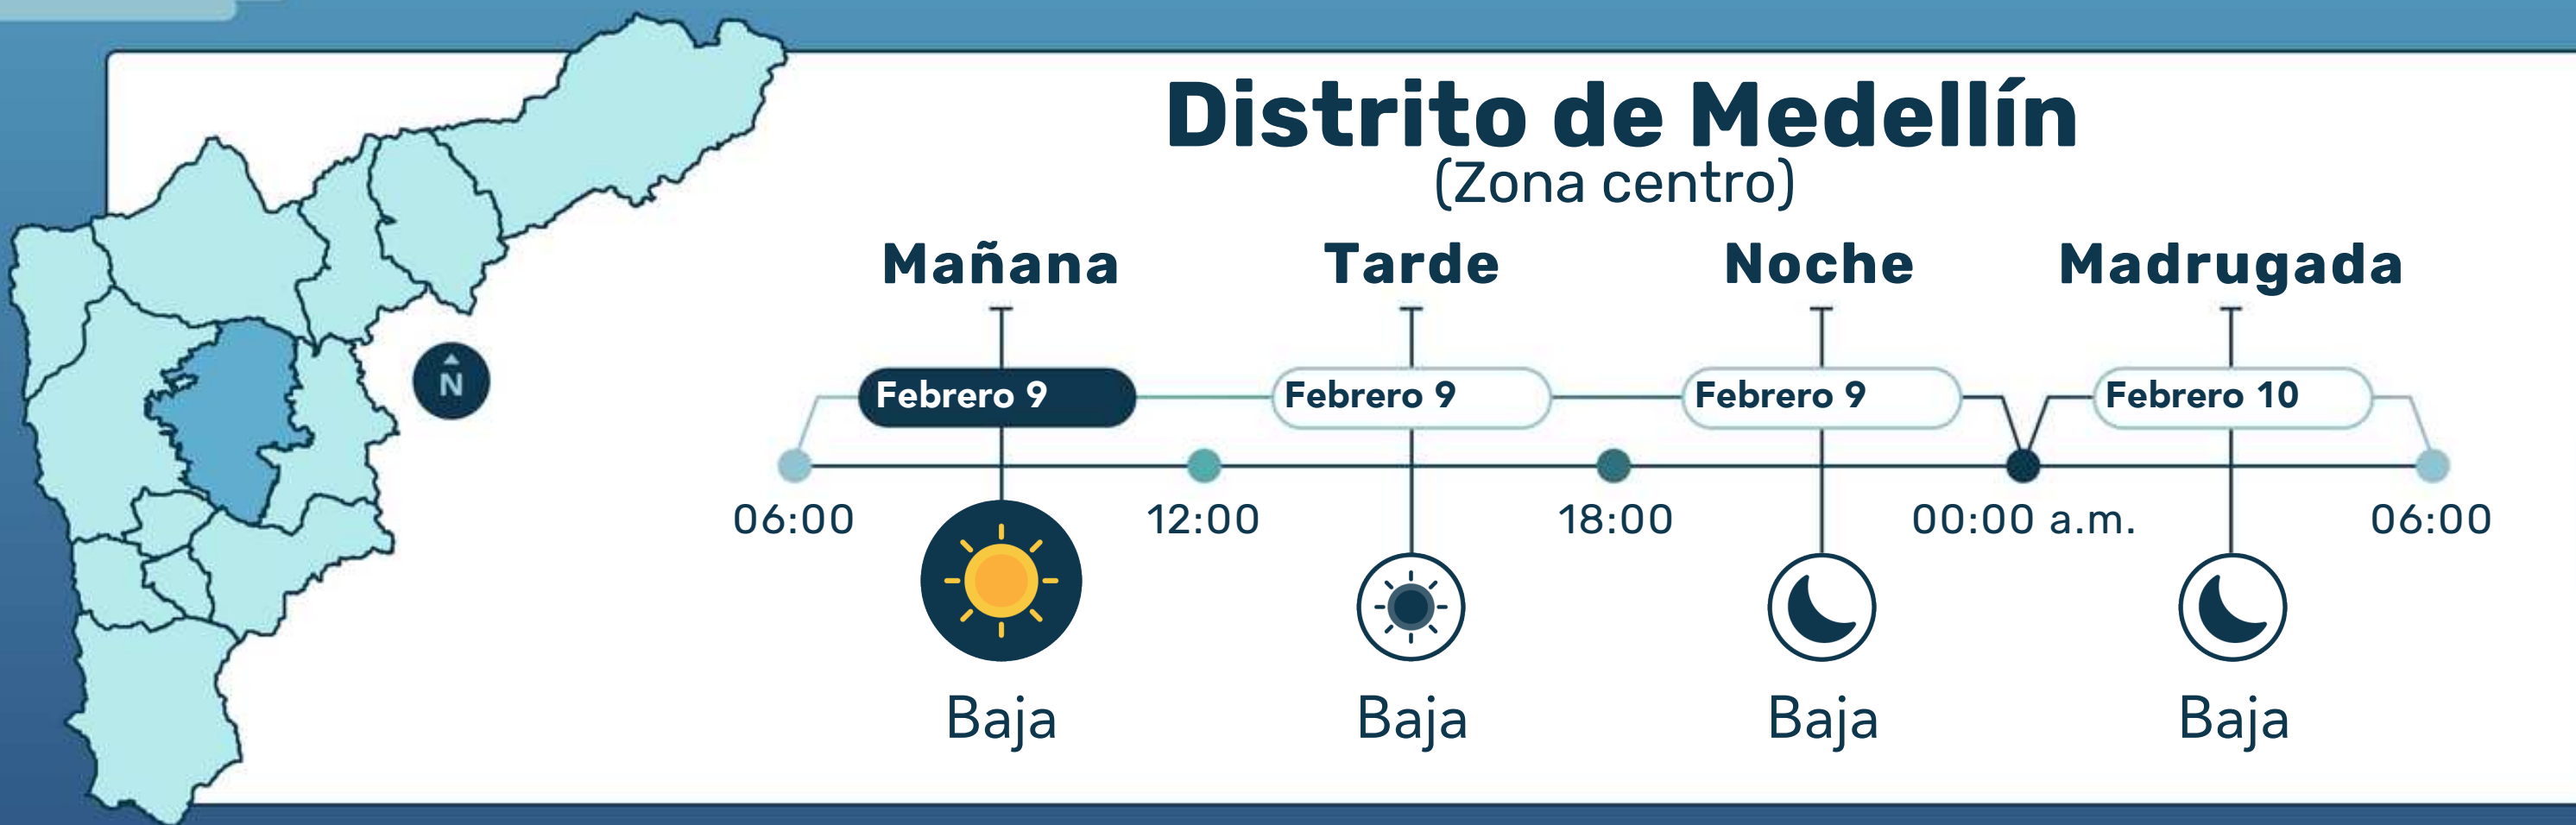 Distrito de Medellín
(Zona centro)
Mañana Tarde Noche Madrugada
N
Febrero 9 Febrero 9 Febrero 9 Febrero 10
06:00 12:00 18:00 00:00 a.m. 06:00
Baja Baja Baja Baja